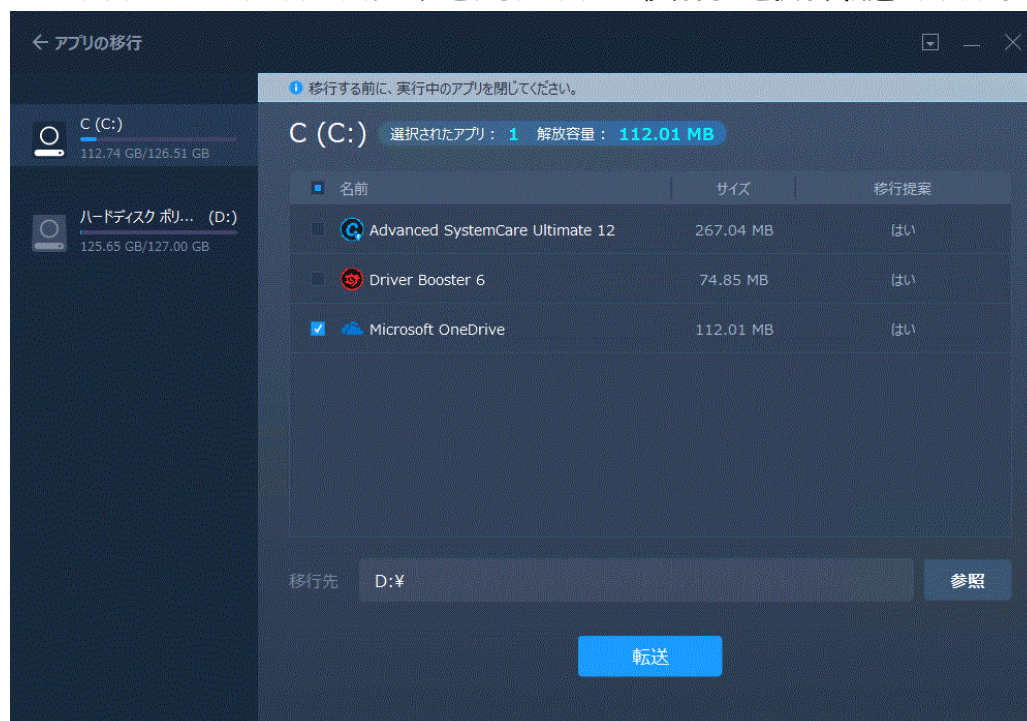 ← アプリの移行
移行する前に、実行中のアプリを閉じてください。
C (C:)
112.74 GB/126.51 GB
ハードディスク ボリ... (D:)
125.65 GB/127.00 GB
C (C:) 選択されたアプリ： 1 解放容量： 112.01 MB
名前 サイズ 移行提案
Advanced SystemCare Ultimate 12 267.04 MB はい
Driver Booster 6 74.85 MB はい
Microsoft OneDrive 112.01 MB はい
移行先 D:¥ 参照
転送